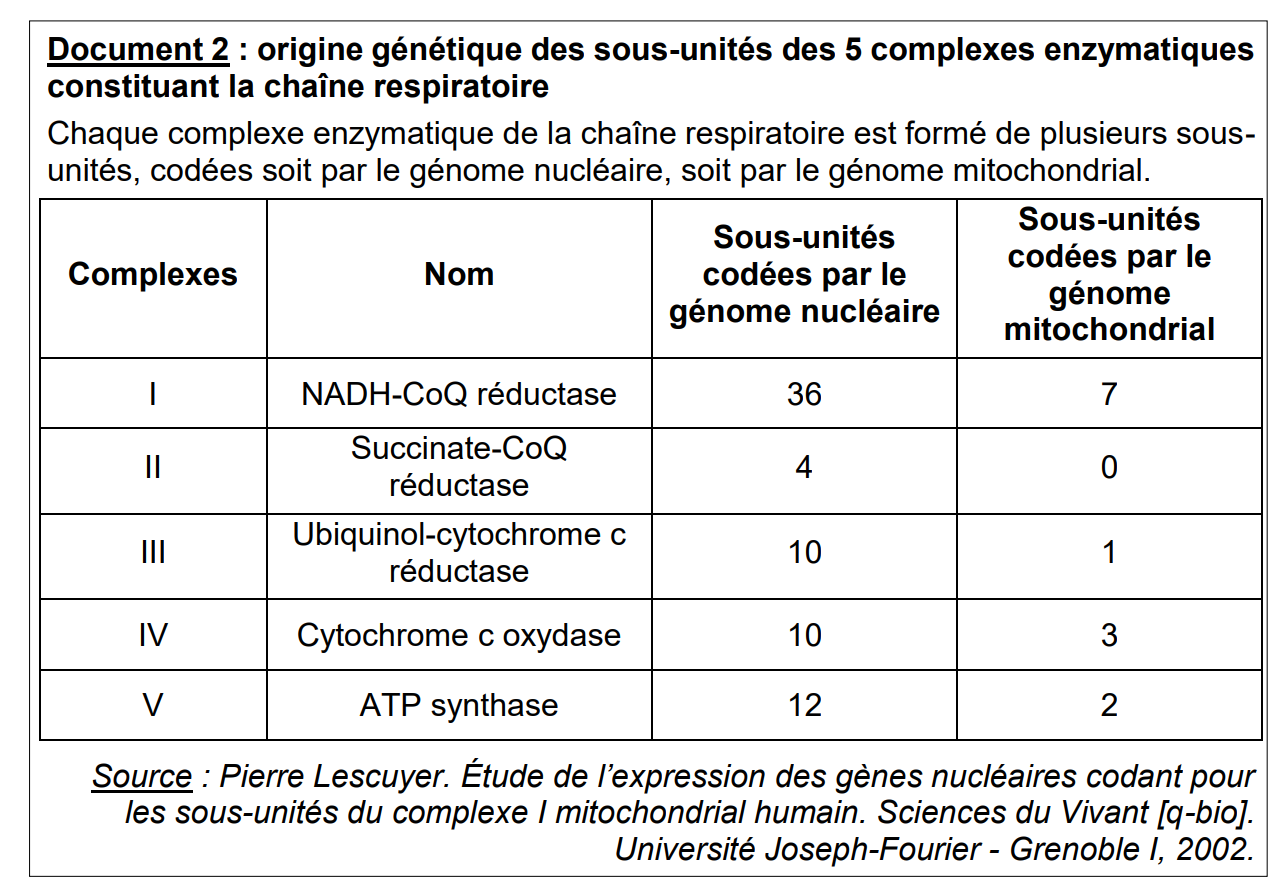 Document 2 : origine génétique des sous-unités des 5 complexes enzymatiques
constituant la chaîne respiratoire
Chaque complexe enzymatique de la chaîne respiratoire est formé de plusieurs sous-
unités, codées soit par le génome nucléaire, soit par le génome mitochondrial.
Complexes
Nom
Sous-unités
codées par le
génome nucléaire
Sous-unités
codées par le
génome
mitochondrial
I
NADH-CoQ réductase
36
7
II
Succinate-CoQ
réductase
4
0
III
Ubiquinol-cytochrome c
réductase
10
1
IV
Cytochrome c oxydase
10
3
V
ATP synthase
12
2
Source : Pierre Lescuyer. Étude de l’expression des gènes nucléaires codant pour
les sous-unités du complexe I mitochondrial humain. Sciences du Vivant [q-bio].
Université Joseph-Fourier - Grenoble I, 2002.